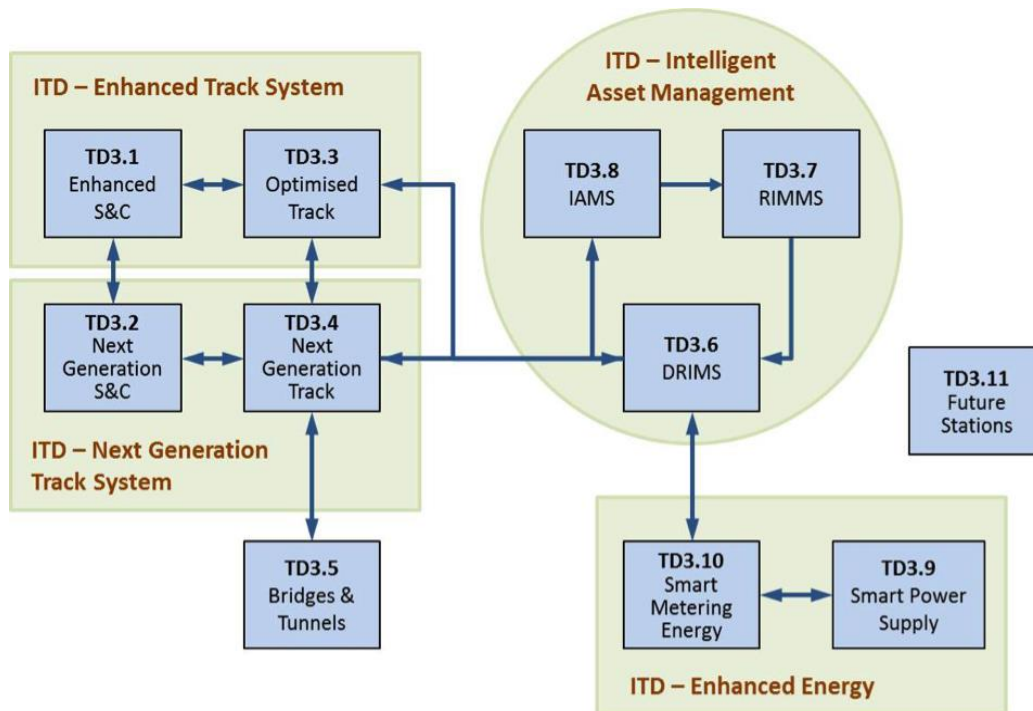 ITD – Enhanced Track System
TD3.1
Enhanced
S&C
TD3.3
Optimised
Track
TD3.2
Next
Generation
S&C
TD3.4
Next
Generation
Track
ITD – Next Generation
Track System
TD3.5
Bridges &
Tunnels
ITD – Intelligent
Asset Management
TD3.8
IAMS
TD3.7
RIMMS
TD3.6
DRIMS
TD3.11
Future
Stations
TD3.10
Smart
Metering
Energy
TD3.9
Smart Power
Supply
ITD – Enhanced Energy